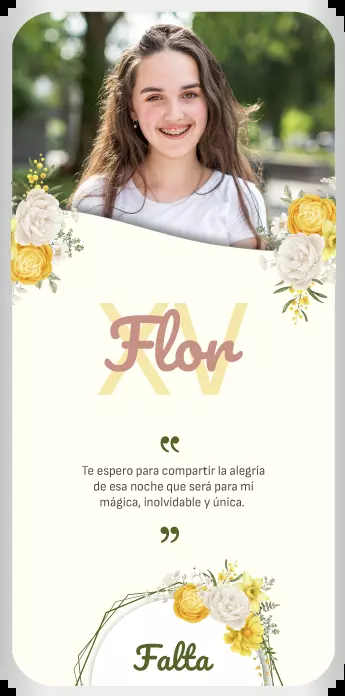 XV
Flor
“
Te espero para compartir la alegría
de esa noche que será para mi
mágica, inolvidable y única.
”
Falta